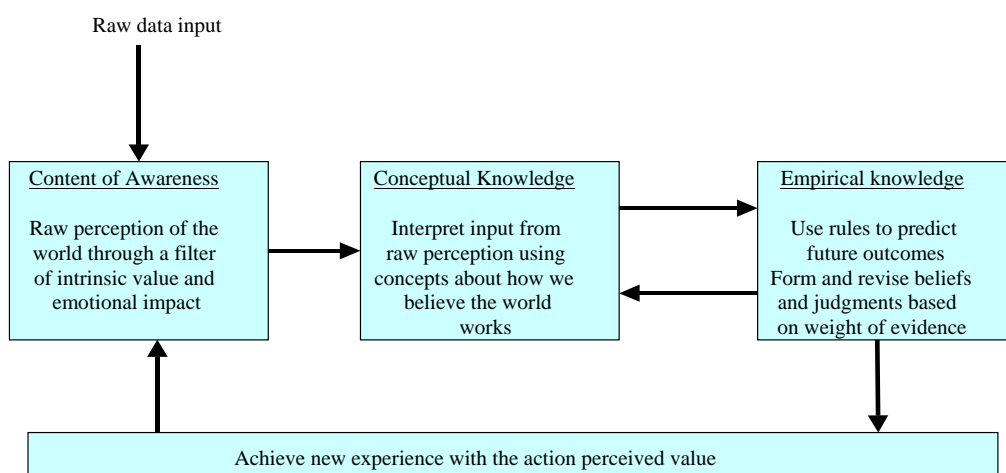 Raw data input
Content of Awareness
Raw perception of the
world through a filter
of intrinsic value and
emotional impact
Conceptual Knowledge
Interpret input from
raw perception using
concepts about how we
believe the world
works
Empirical knowledge
Use rules to predict
future outcomes
Form and revise beliefs
and judgments based
on weight of evidence
Achieve new experience with the action perceived value